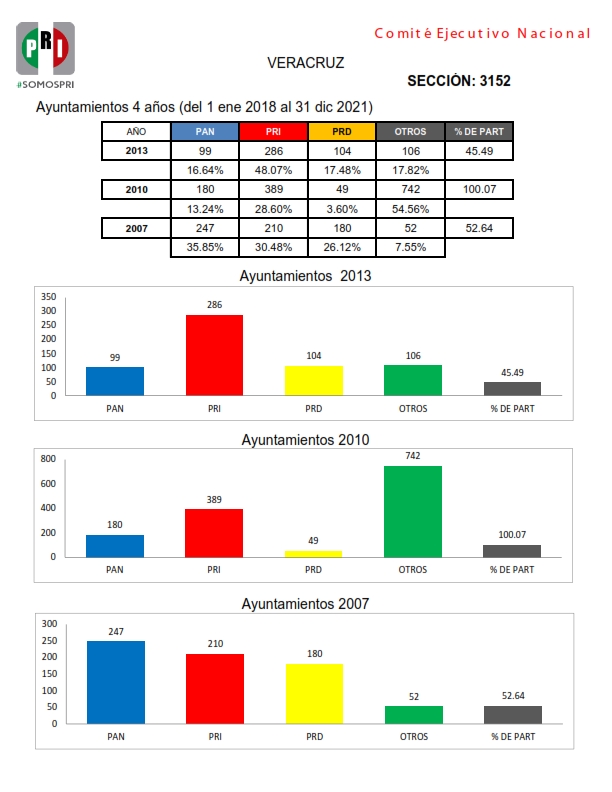 Comité Ejecutivo Nacional
PRI
#SOMOSPRI
VERACRUZ
SECCIÓN: 3152
Ayuntamientos 4 años (del 1 ene 2018 al 31 dic 2021)
AÑO PAN PRI PRD OTROS % DE PART
2013 99 286 104 106 45.49
16.64% 48.07% 17.48% 17.82%
2010 180 389 49 742 100.07
13.24% 28.60% 3.60% 54.56%
2007 247 210 180 52 52.64
35.85% 30.48% 26.12% 7.55%
Ayuntamientos 2013
350
300
250
200
150
100
50
0
99 286 104 106 45.49
PAN PRI PRD OTROS % DE PART
Ayuntamientos 2010
800
600
400
200
0
180 389 49 742 100.07
PAN PRI PRD OTROS % DE PART
Ayuntamientos 2007
300
250
200
150
100
50
0
247 210 180 52 52.64
PAN PRI PRD OTROS % DE PART